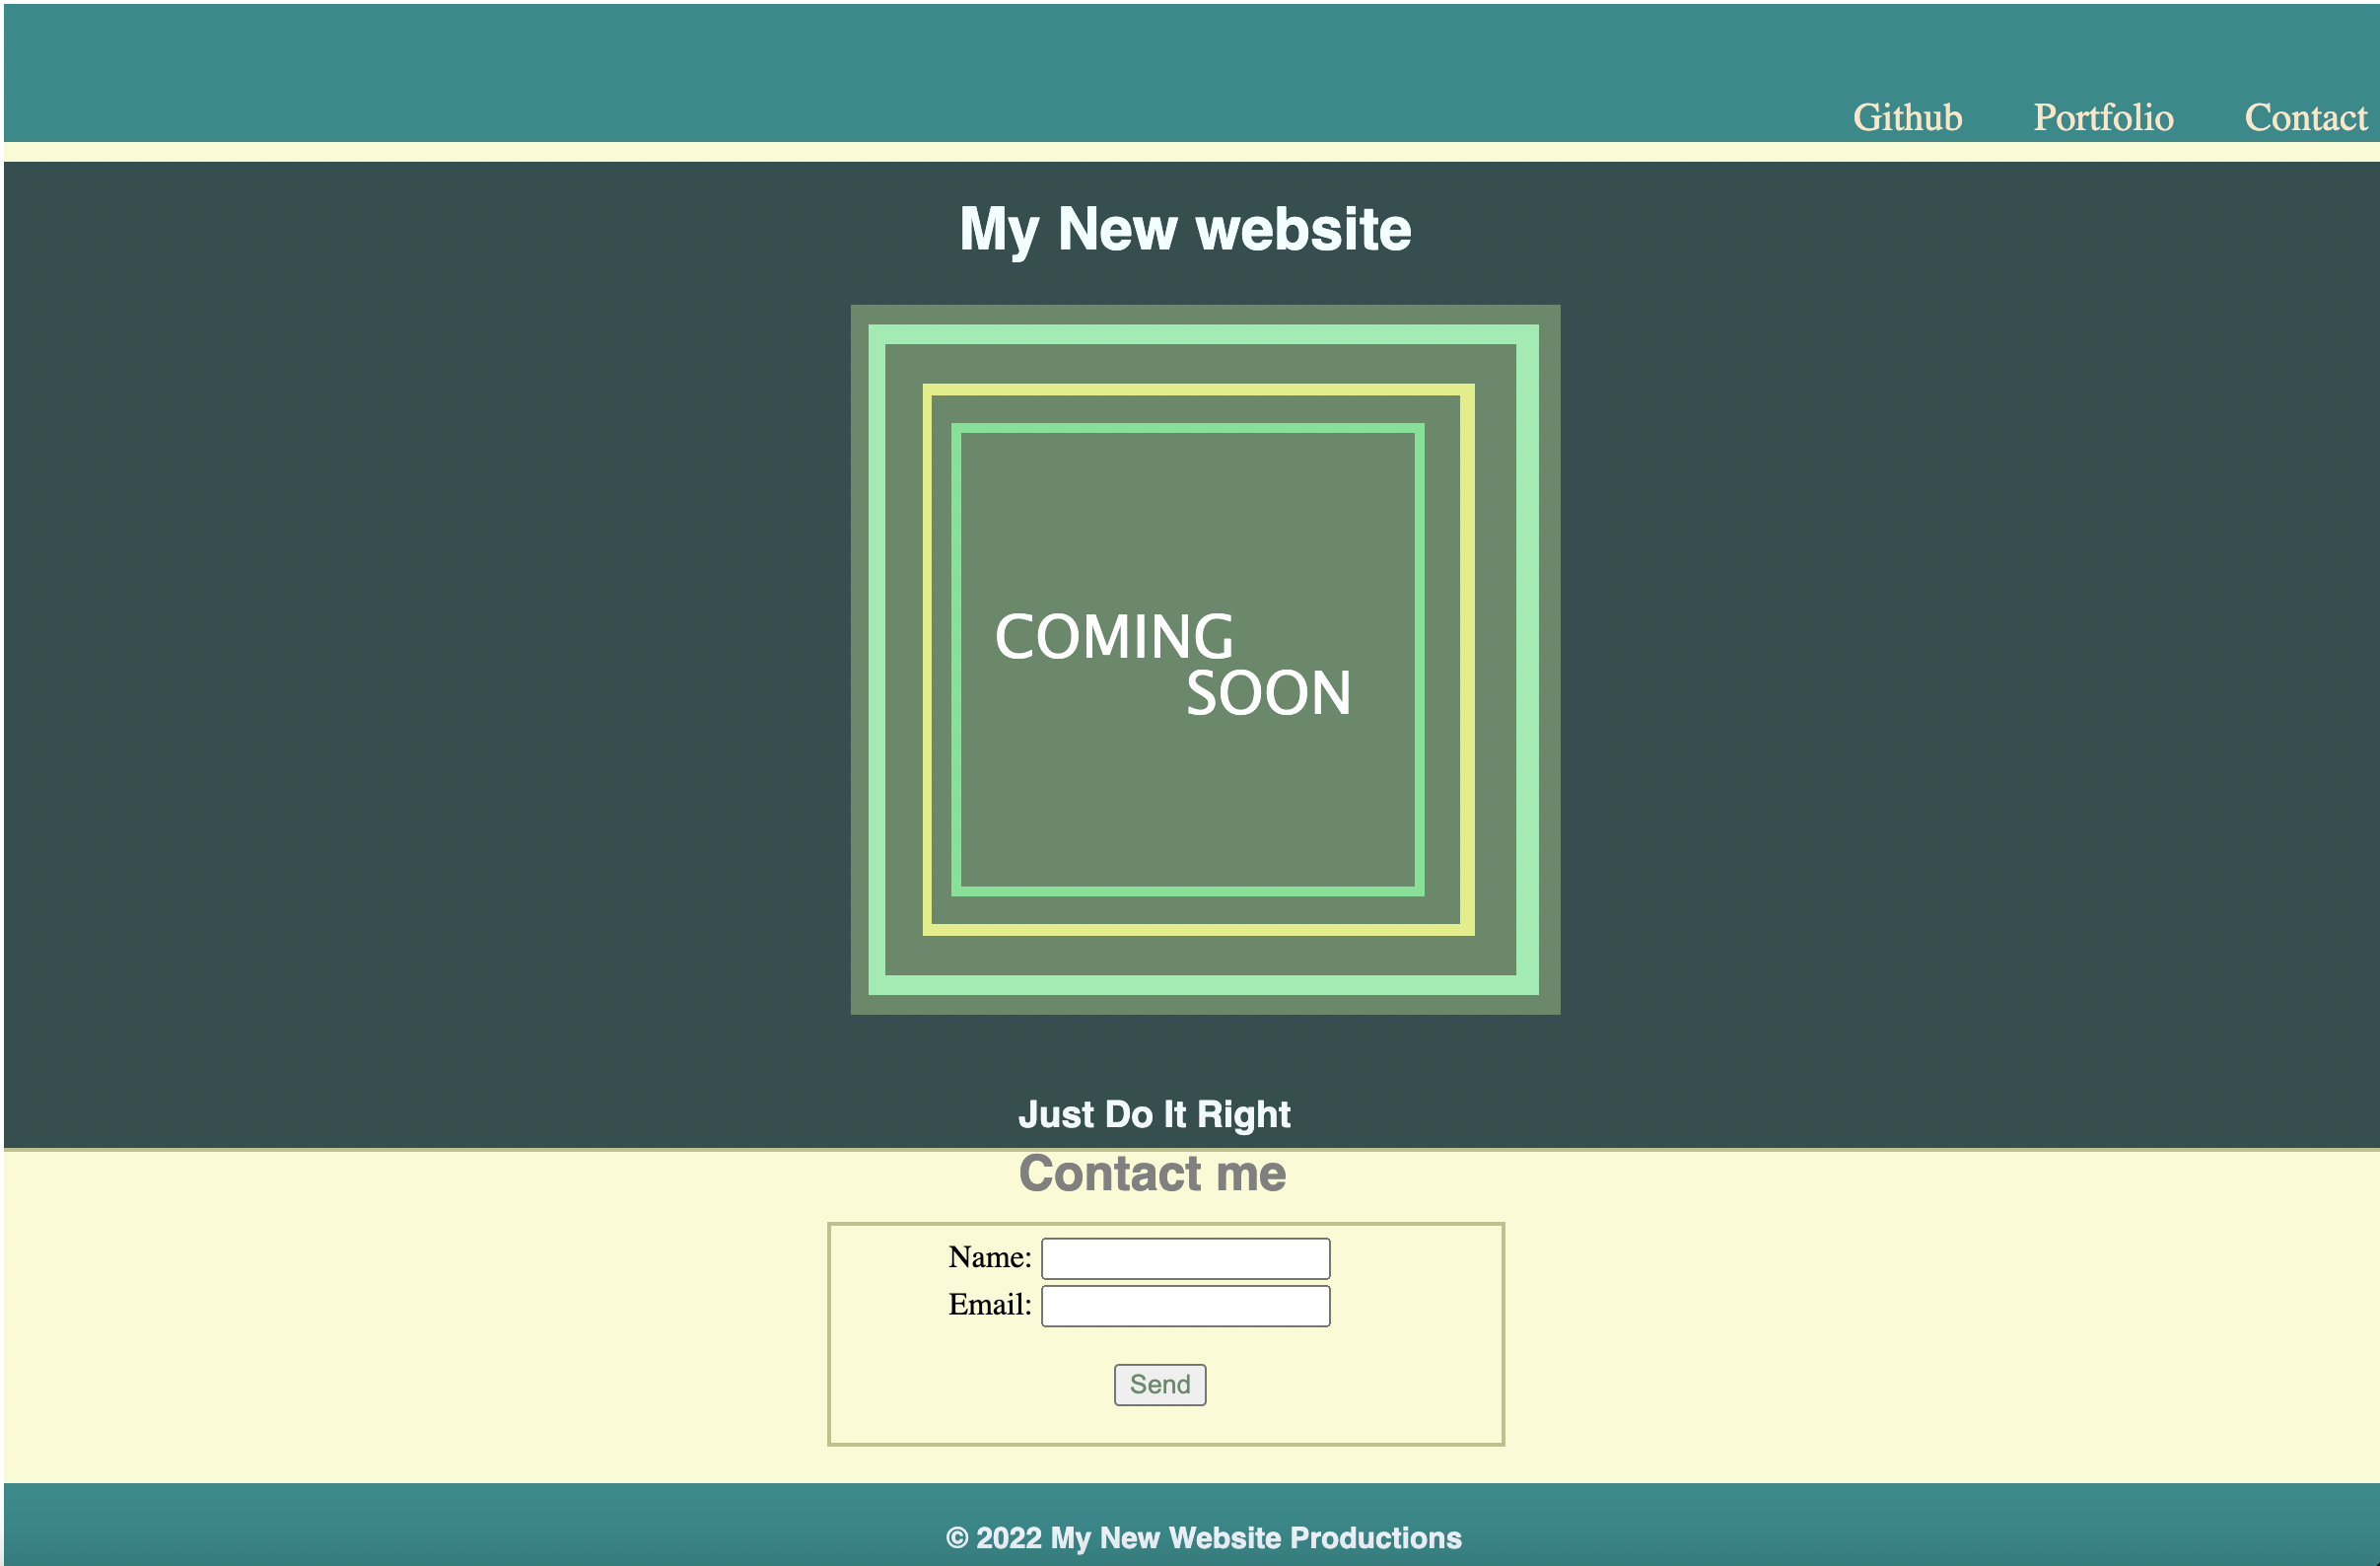 Github Portfolio Contact
My New website
COMING
SOON
Just Do It Right
Contact me
Name:
Email:
Send
© 2022 My New Website Productions